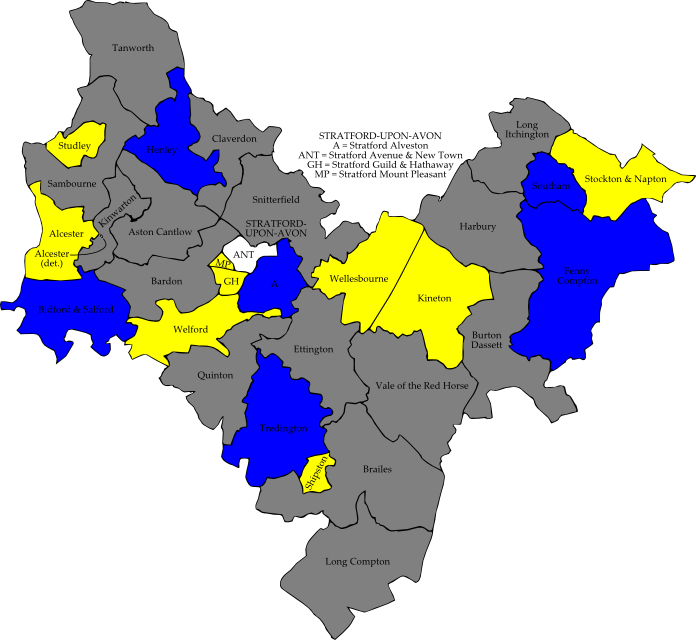 Tanworth
Long
Itchington
STRATFORD-UPON-AVON
A = Stratford Alveston
ANT = Stratford Avenue & New Town
GH = Stratford Guild & Hathaway
MP = Stratford Mount Pleasant
Claverdon
Studley
Henley
Stockton & Napton
Southam
Sambourne
Kinwarton
Snitterfield
Aston Cantlow
STRATFORD-
UPON-AVON
Harbury
Alcester
Alcester
(det.)
ANT
MP
GH
A
Bardon
Wellesbourne
Fenny
Compton
Kineton
Bidford & Salford
Welford
Burton
Dassett
Ettington
Quinton
Vale of the Red Horse
Tredington
Shipston
Brailes
Long Compton